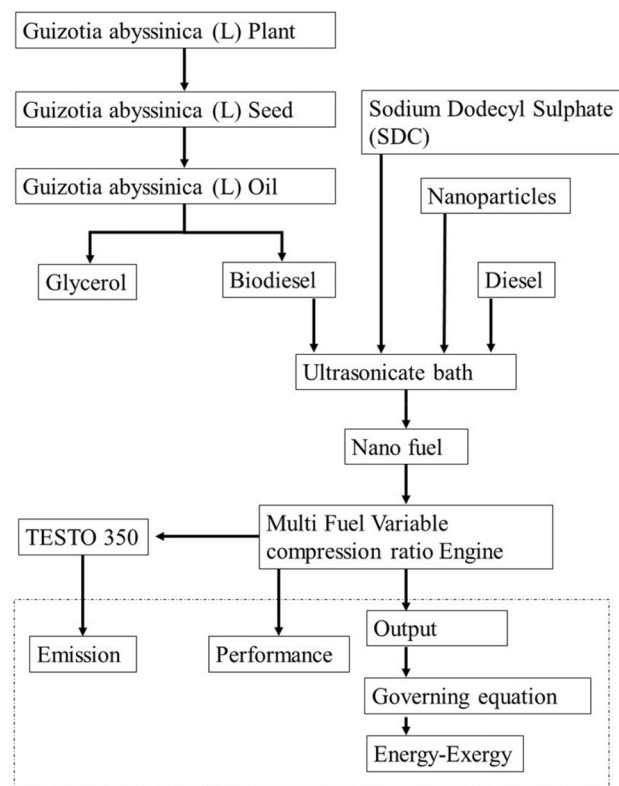 Guizotia abyssinica (L) Plant
Guizotia abyssinica (L) Seed
Sodium Dodecyl Sulphate
(SDC)
Guizotia abyssinica (L) Oil
Nanoparticles
Glycerol
Biodiesel
Diesel
Ultrasonicate bath
Nano fuel
Multi Fuel Variable
compression ratio Engine
TESTO 350
Emission
Performance
Output
Governing equation
Energy-Exergy